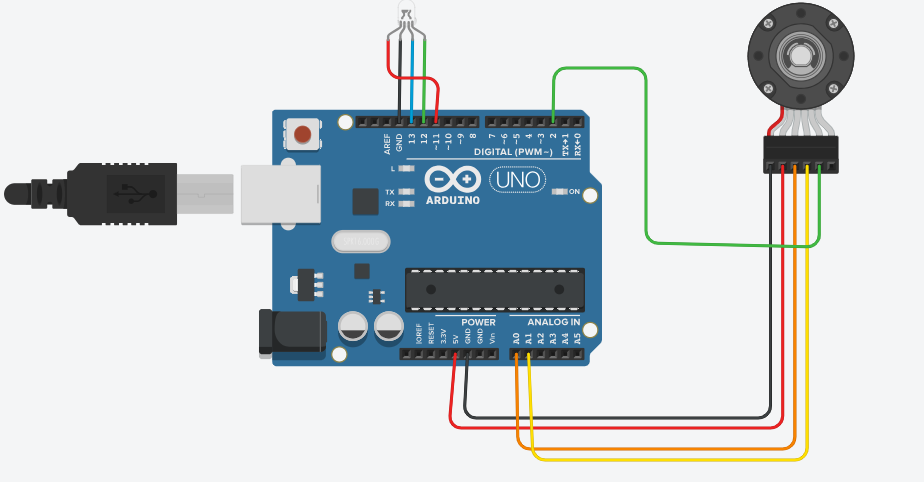 AREF
GND
13
12
~11
~10
~9
8
7
~6
~5
4
~3
2
TX→1
RX←0
DIGITAL (PWM~)
L
TX
RX
ARDUINO
UNO
ON
POWER
ANALOG IN
IOREF
RESET
3.3V
5V
GND
GND
Vin
A0
A1
A2
A3
A4
A5